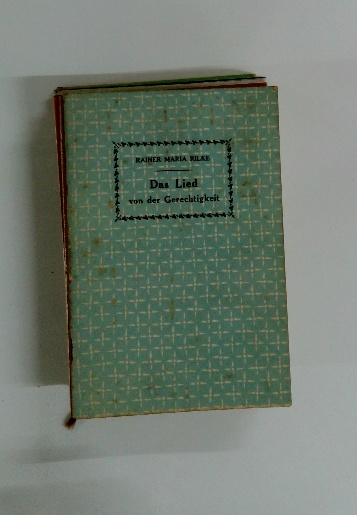 RAINER MARIA RILKE
Das Lied
von der Gerechtigkeit